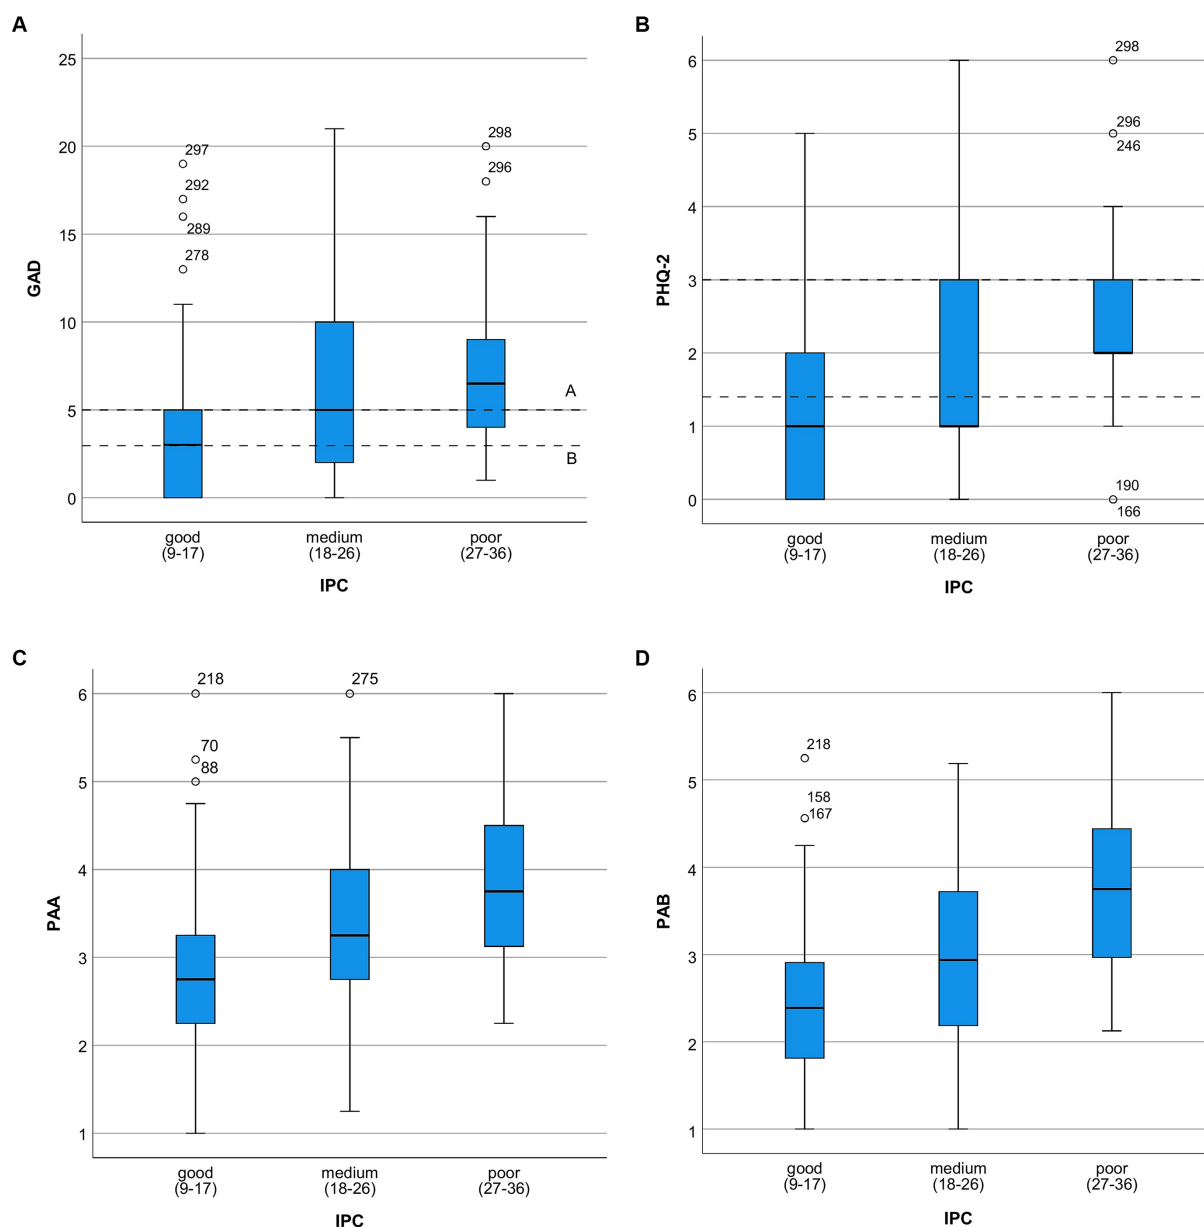 A
GAD
25
20
15
10
5
0
297
292
289
278
298
296
A
B
good
(9-17)
medium
(18-26)
poor
(27-36)
IPC
B
PHQ-2
6
5
4
3
2
1
0
298
296
246
190
166
good
(9-17)
medium
(18-26)
poor
(27-36)
IPC
C
PAA
6
5
4
3
2
1
218
70
88
275
good
(9-17)
medium
(18-26)
poor
(27-36)
IPC
D
PAB
6
5
4
3
2
1
218
158
167
good
(9-17)
medium
(18-26)
poor
(27-36)
IPC